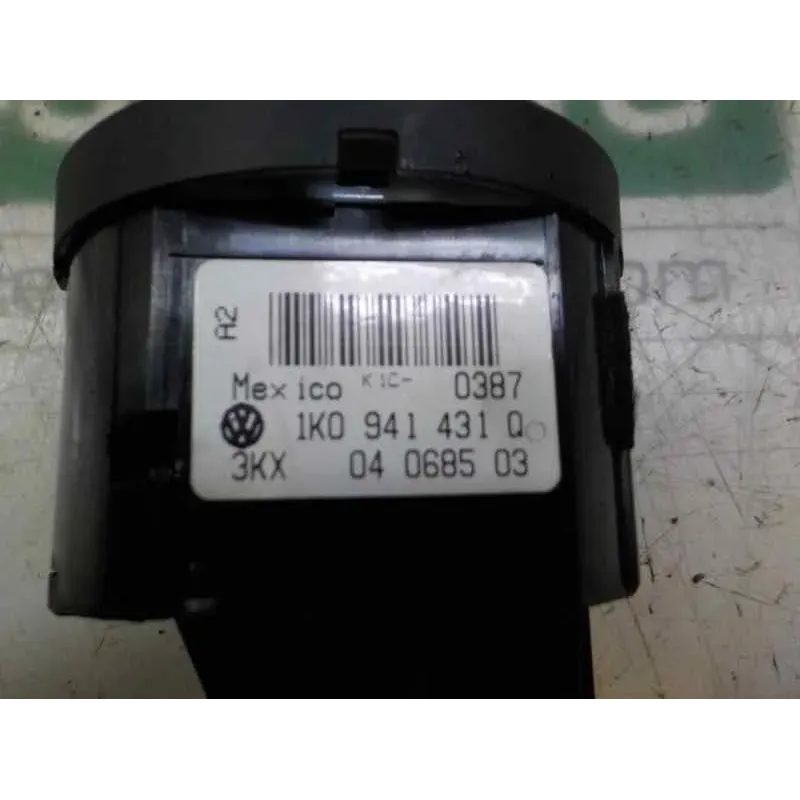 A2
Mexico K1C- 0387
1K0 941 431 Q
3KX 04 0685 03